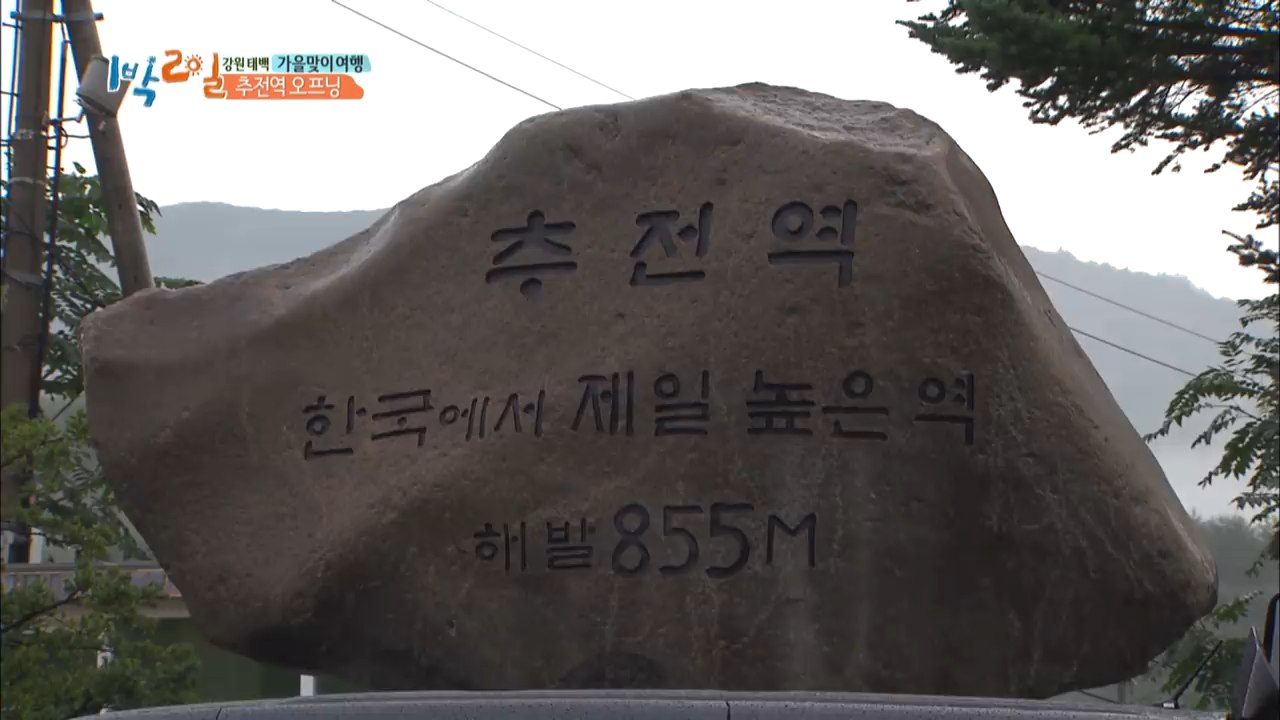 1박2일 강원 태백 가을맞이 여행
추전역 오프닝
추전역
한국에서 제일 높은 역
해발 855M